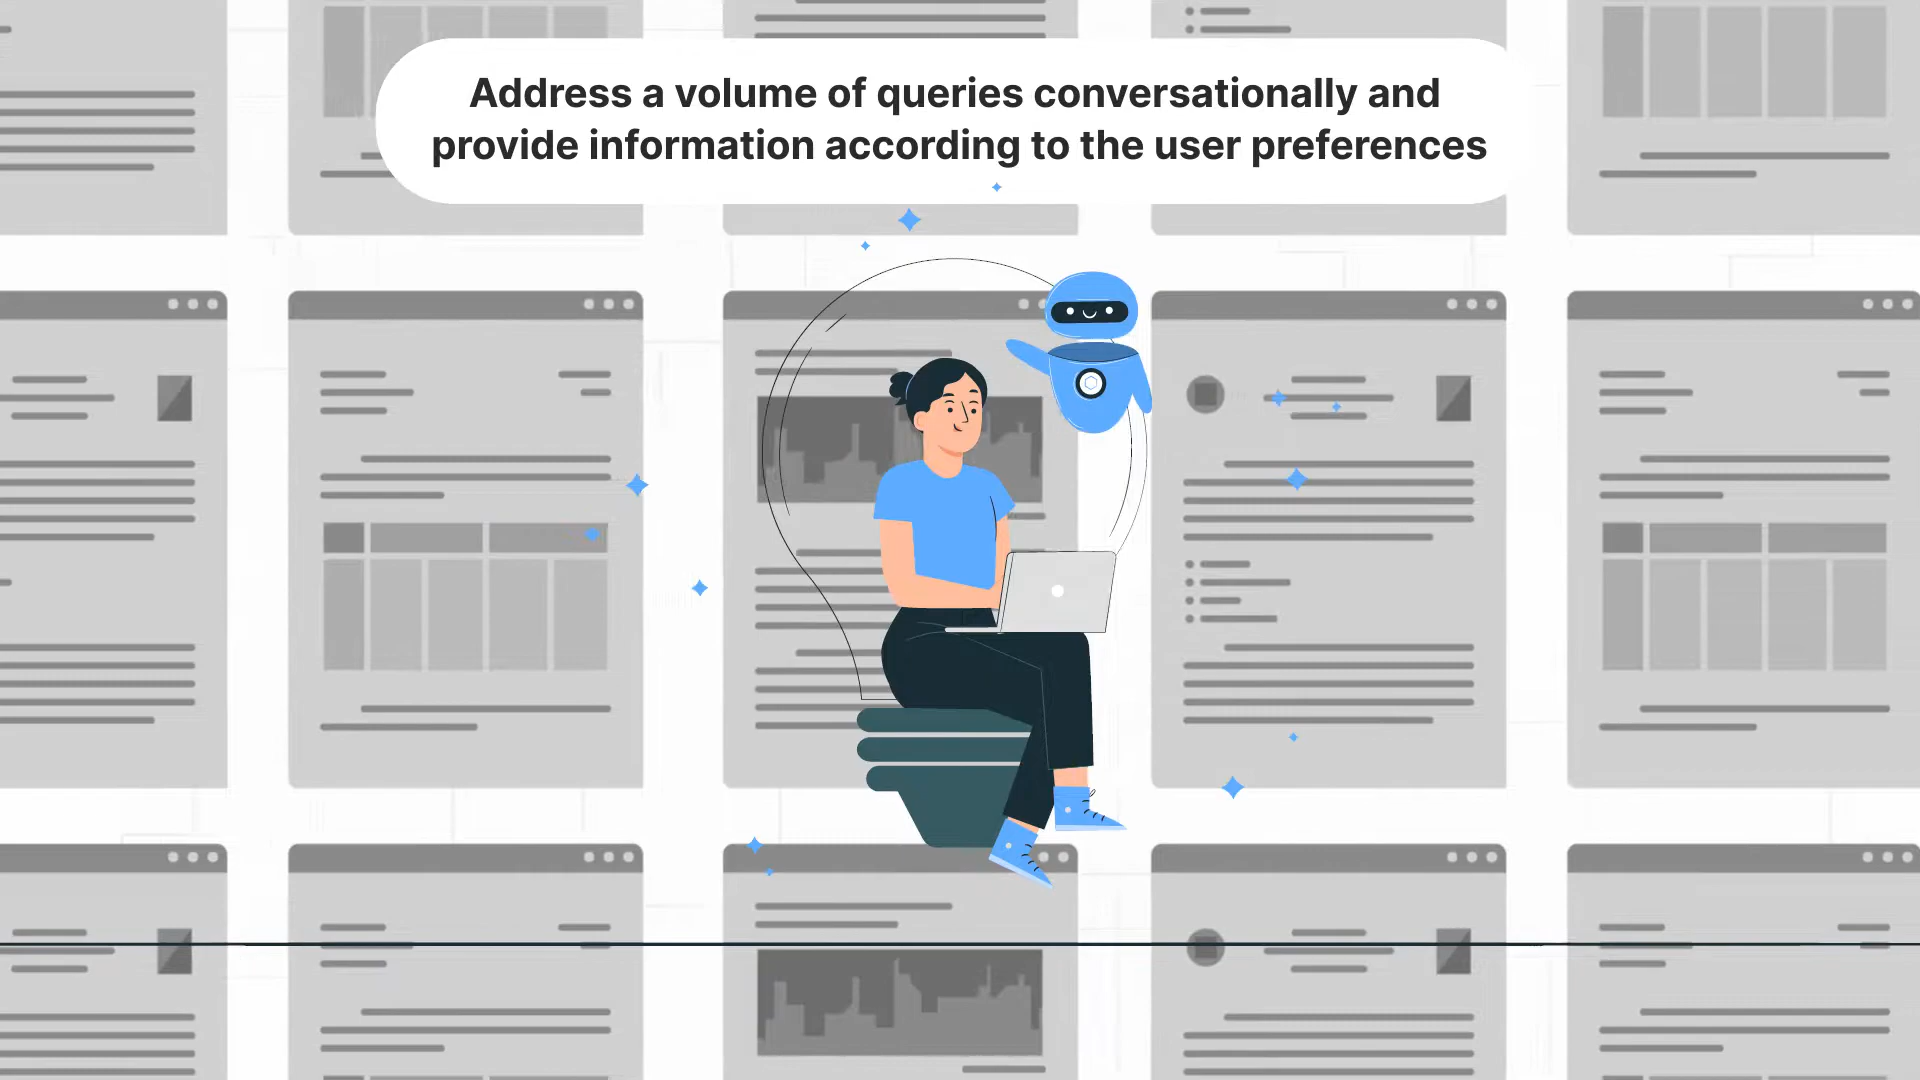 Address a volume of queries conversationally and
provide information according to the user preferences